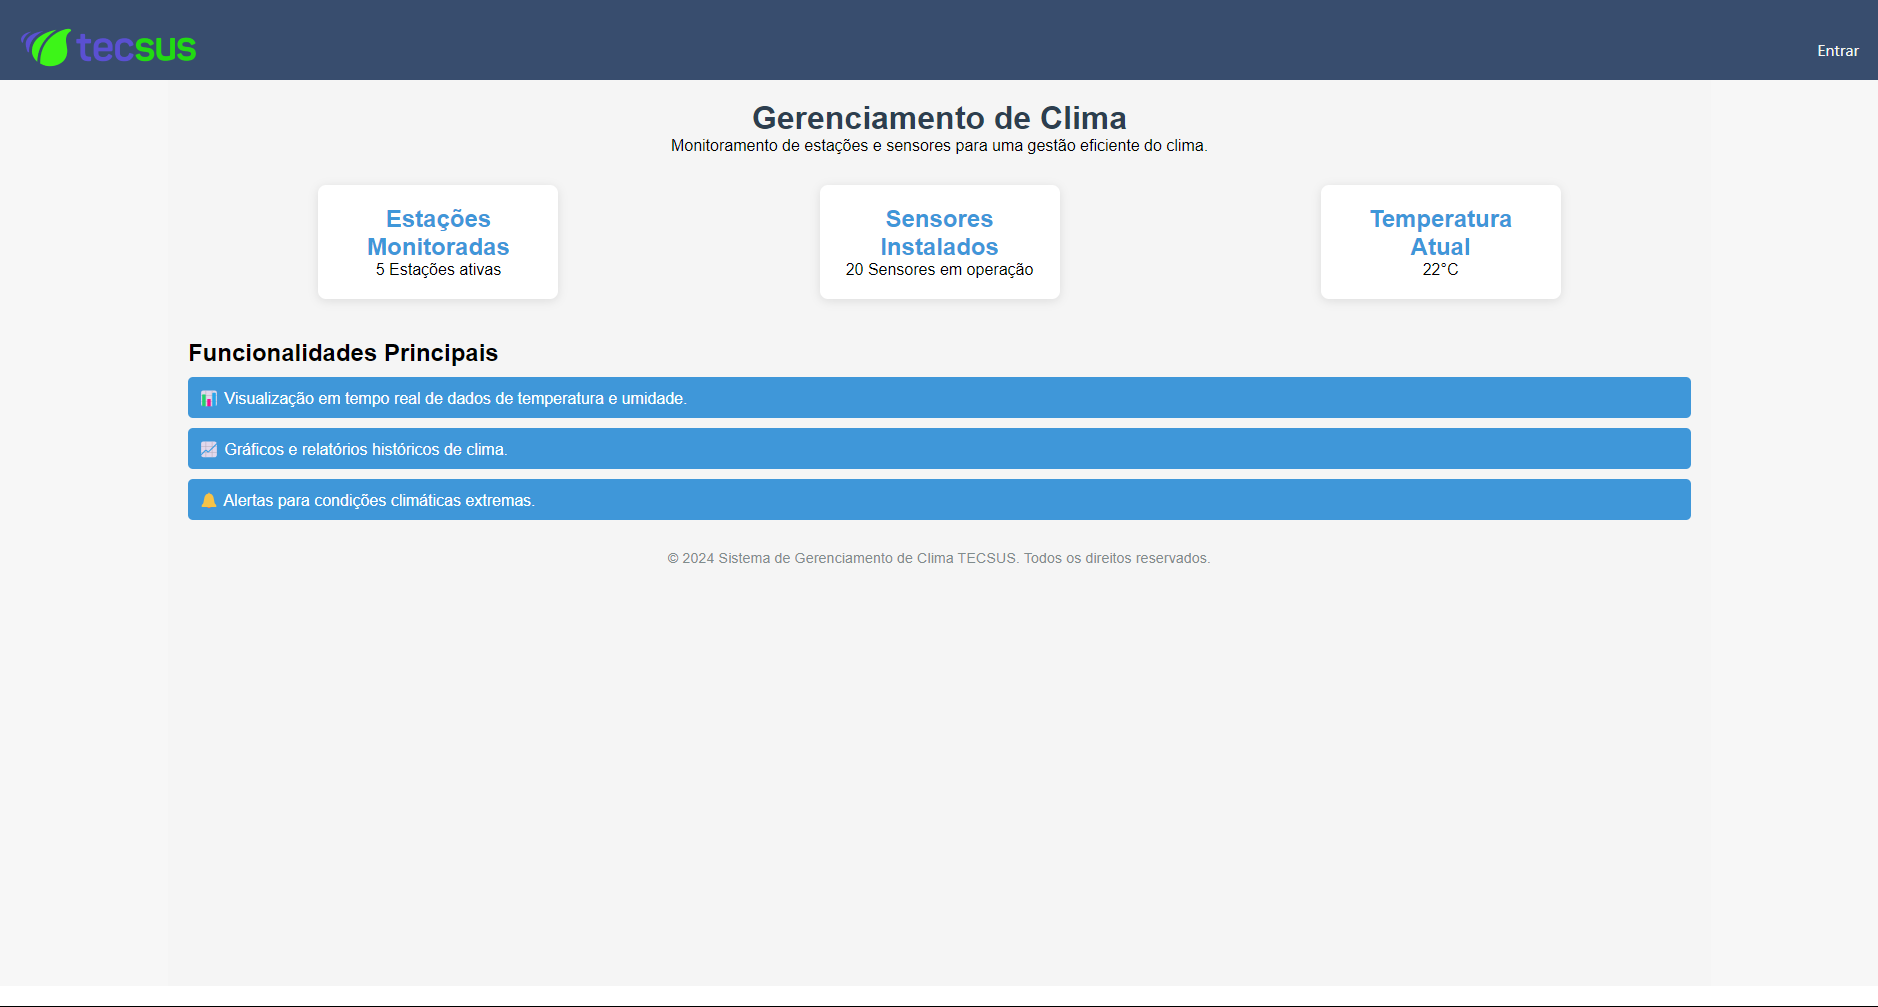 tecsus
Entrar
Gerenciamento de Clima
Monitoramento de estações e sensores para uma gestão eficiente do clima.
Estações
Monitoradas
5 Estações ativas
Sensores
Instalados
20 Sensores em operação
Temperatura
Atual
22°C
Funcionalidades Principais
Visualização em tempo real de dados de temperatura e umidade.
Gráficos e relatórios históricos de clima.
Alertas para condições climáticas extremas.
© 2024 Sistema de Gerenciamento de Clima TECSUS. Todos os direitos reservados.